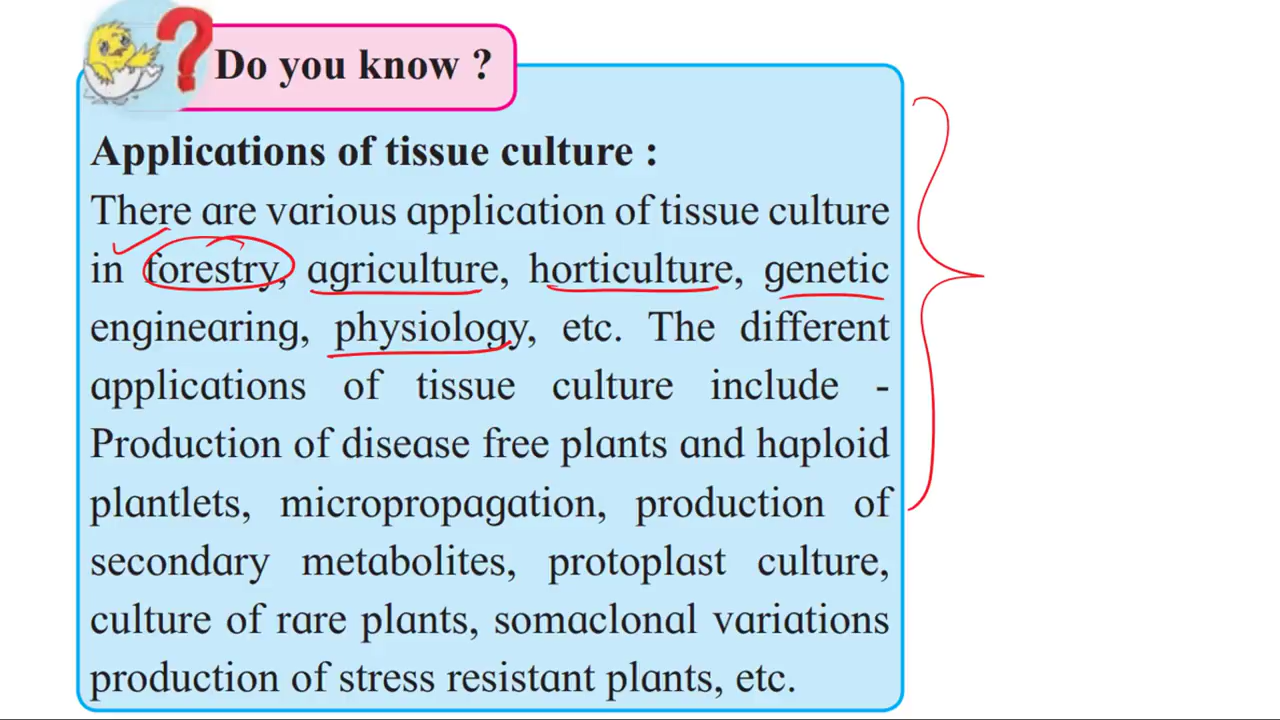 Do you know ?
Applications of tissue culture :
There are various application of tissue culture
in forestry, agriculture, horticulture, genetic
enginearing, physiology, etc. The different
applications of tissue culture include -
Production of disease free plants and haploid
plantlets, micropropagation, production of
secondary metabolites, protoplast culture,
culture of rare plants, somaclonal variations
production of stress resistant plants, etc.